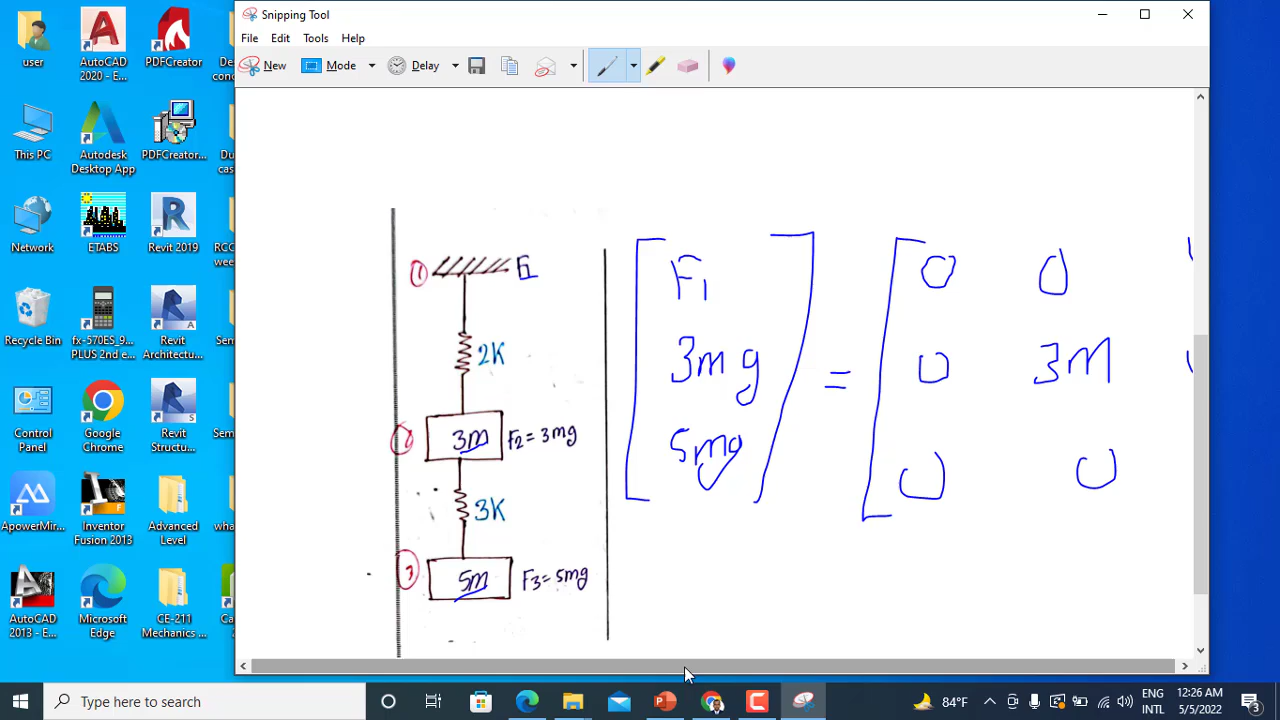 Snipping Tool
File Edit Tools Help
New Mode Delay
user
AutoCAD 2020 - E...
PDFCreator
This PC
Autodesk Desktop App
PDFCreator...
Network
ETABS
Revit 2019
Recycle Bin
fx-570ES_9... PLUS 2nd e...
Revit Architectu...
Control Panel
Google Chrome
Revit Structu...
ApowerMir...
Inventor Fusion 2013
Advanced Level
AutoCAD 2013 - E...
Microsoft Edge
CE-211 Mechanics ...
1 F1
2K
3M F2 = 3mg
3K
3 5M F3 = 5mg
F1 0 0
3mg = 0 3M
5mg 0 0
Type here to search
84°F
ENG
INTL
12:26 AM
5/5/2022
3